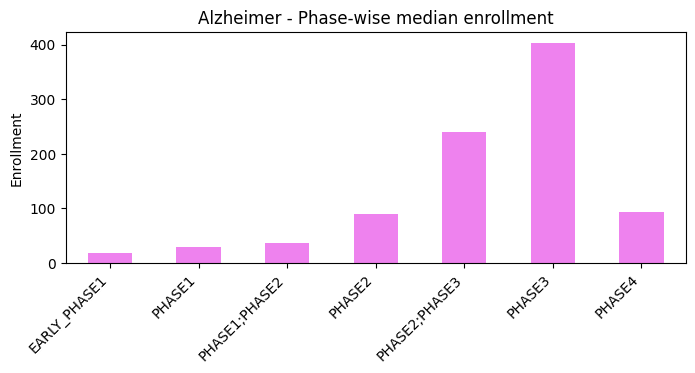 Alzheimer - Phase-wise median enrollment
Enrollment
400
300
200
100
0
EARLY_PHASE1
PHASE1
PHASE1;PHASE2
PHASE2
PHASE2;PHASE3
PHASE3
PHASE4